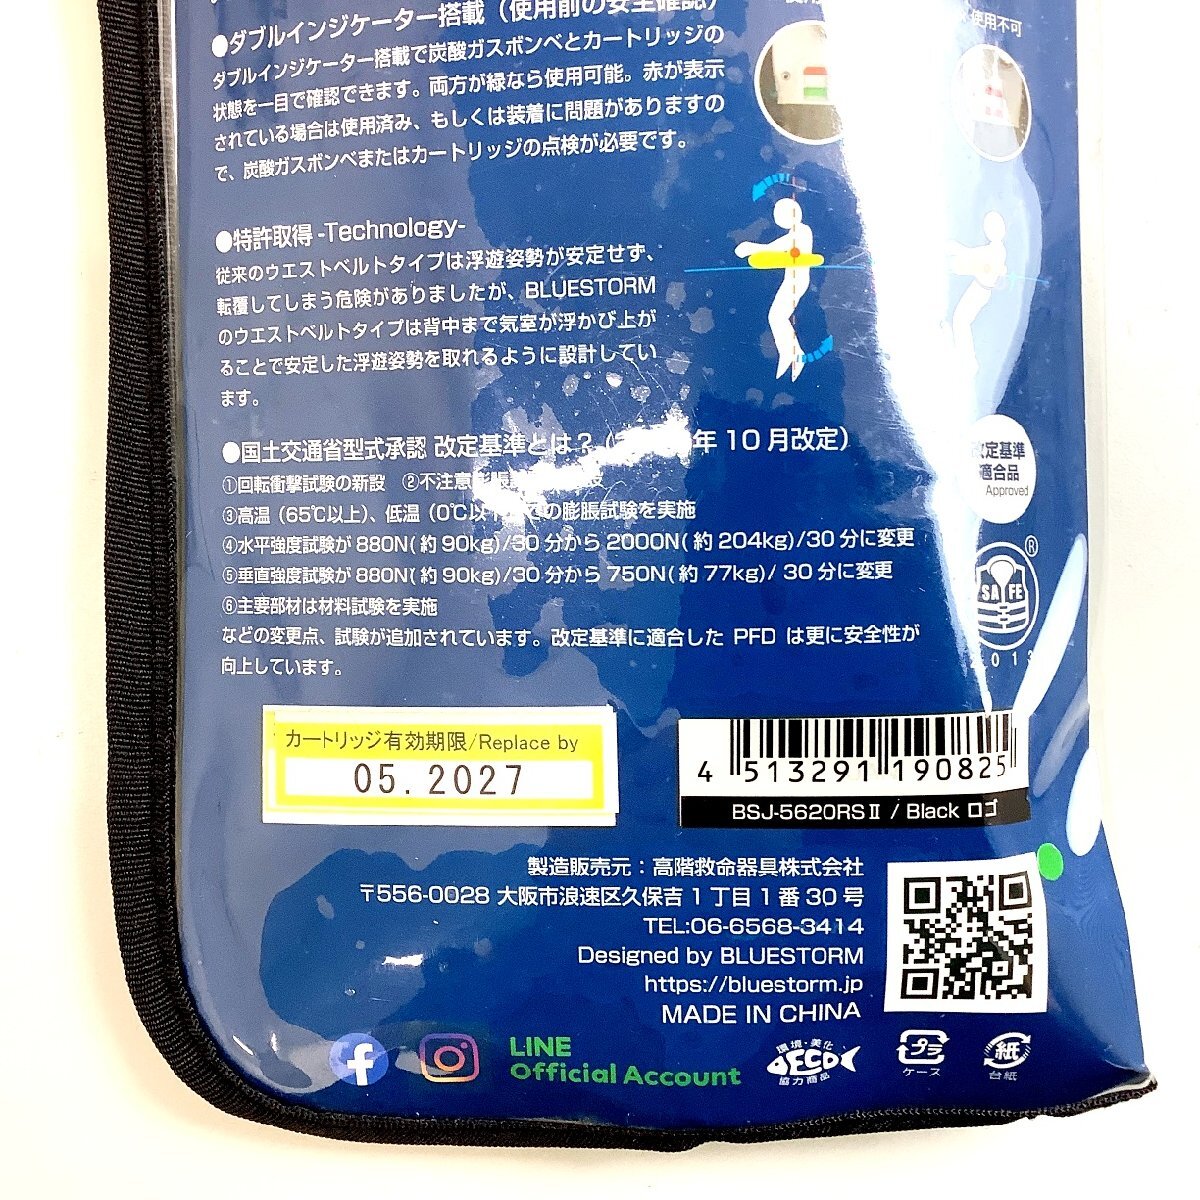 ●ダブルインジケーター搭載（使用前の安全確認）
ダブルインジケーター搭載で炭酸ガスボンベとカートリッジの
状態を一目で確認できます。両方が緑なら使用可能。赤が表示
されている場合は使用済み、もしくは装着に問題がありますの
で、炭酸ガスボンベまたはカートリッジの点検が必要です。
使用不可
●特許取得 -Technology-
従来のウエストベルトタイプは浮遊姿勢が安定せず、
転覆してしまう危険がありましたが、BLUESTORM
のウエストベルトタイプは背中まで気室が浮かび上が
ることで安定した浮遊姿勢を取れるように設計してい
ます。
●国土交通省型式承認 改定基準とは？（ 年 10 月改定）
①回転衝撃試験の新設 ②不注意膨脹
③高温（65℃以上）、低温（0℃以 での膨脹試験を実施
④水平強度試験が 880N(約 90kg)/30 分から 2000N(約 204kg)/30 分に変更
⑤垂直強度試験が 880N(約 90kg)/30 分から 750N(約 77kg)/ 30 分に変更
⑥主要部材は材料試験を実施
などの変更点、試験が追加されています。改定基準に適合した PFD は更に安全性が
向上しています。
改定基準
適合品
Approved
®
SAFE
2013
カートリッジ有効期限/Replace by
05.2027
4 513291 190825
BSJ-5620RSⅡ / Black ロゴ
製造販売元：高階救命器具株式会社
〒556-0028 大阪市浪速区久保吉 1 丁目 1 番 30 号
TEL:06-6568-3414
Designed by BLUESTORM
https://bluestorm.jp
MADE IN CHINA
LINE
Official Account
環境・美化
ECO
協力商品
プラ
ケース
紙
台紙